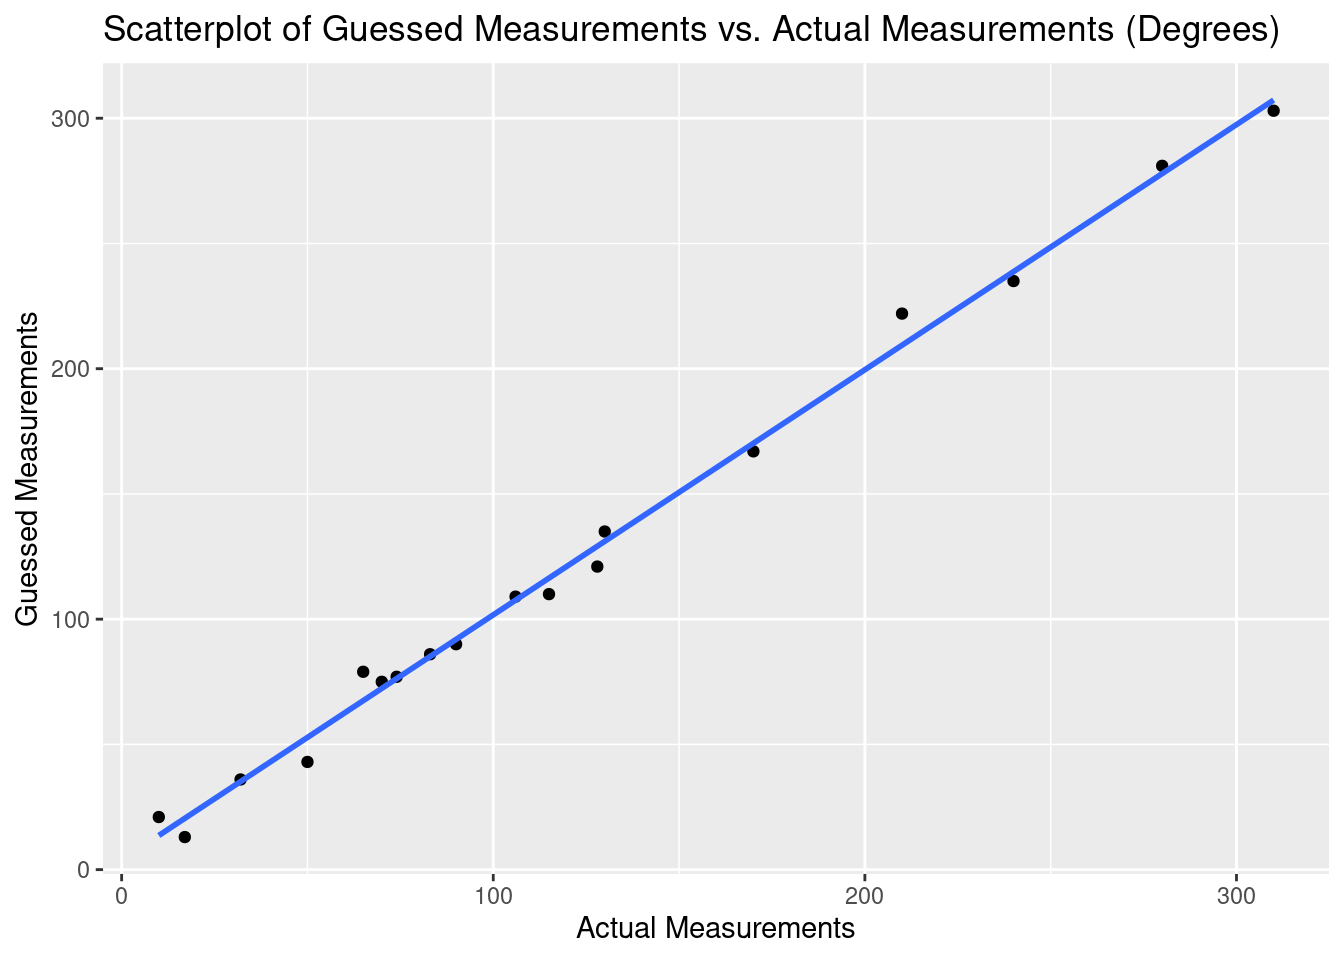 Scatterplot of Guessed Measurements vs. Actual Measurements (Degrees)
Guessed Measurements
300
200
100
0
0 100 200 300
Actual Measurements